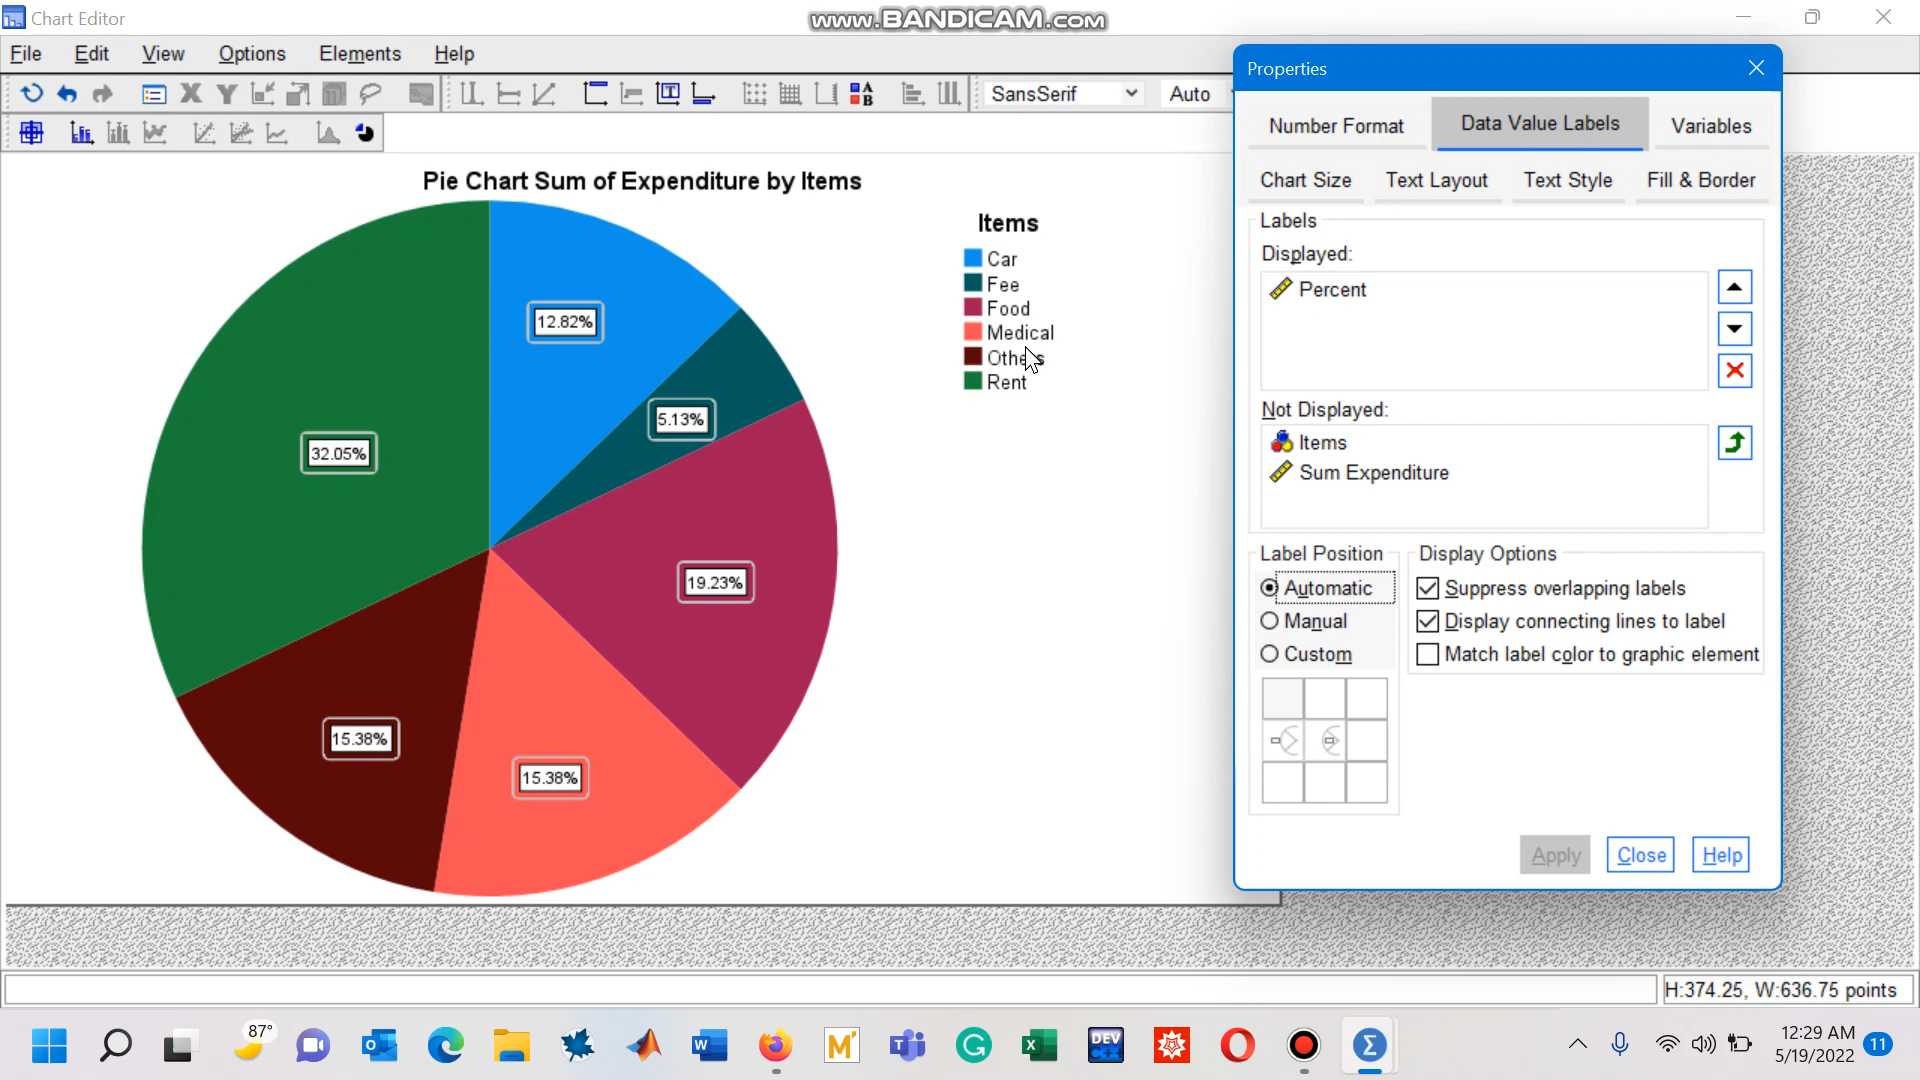 Chart Editor
www.BANDICAM.com
File Edit View Options Elements Help
SansSerif Auto
Pie Chart Sum of Expenditure by Items
Items
Car
Fee
Food
Medical
Others
Rent
12.82%
5.13%
32.05%
19.23%
15.38%
15.38%
Properties
Number Format Data Value Labels Variables
Chart Size Text Layout Text Style Fill & Border
Labels
Displayed:
Percent
Not Displayed:
Items
Sum Expenditure
Label Position
Automatic
Manual
Custom
Display Options
Suppress overlapping labels
Display connecting lines to label
Match label color to graphic element
Apply Close Help
H:374.25, W:636.75 points
87°
DEV C++
12:29 AM
5/19/2022
11